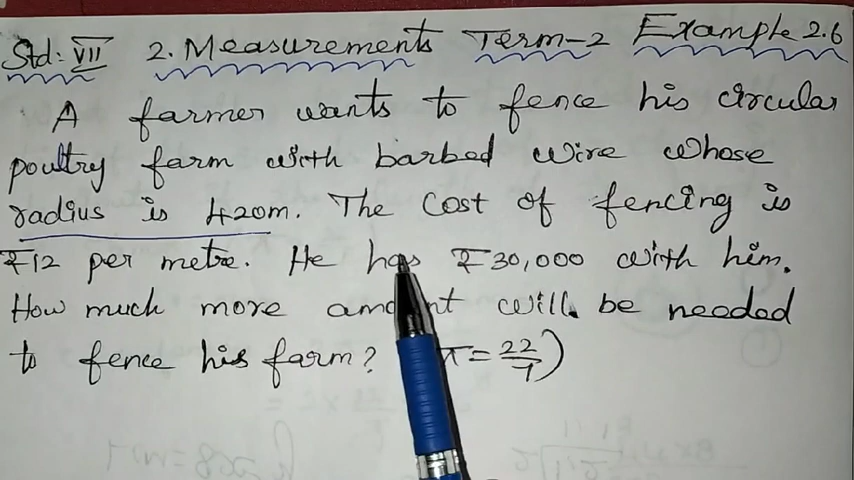 Std: VII 2. Measurements Term-2 Example 2.6
A farmer wants to fence his circular
poultry farm with barbed wire whose
radius is 420m. The cost of fencing is
₹12 per metre. He has ₹30,000 with him.
How much more amount will be needed
to fence his farm? π = 22/7)